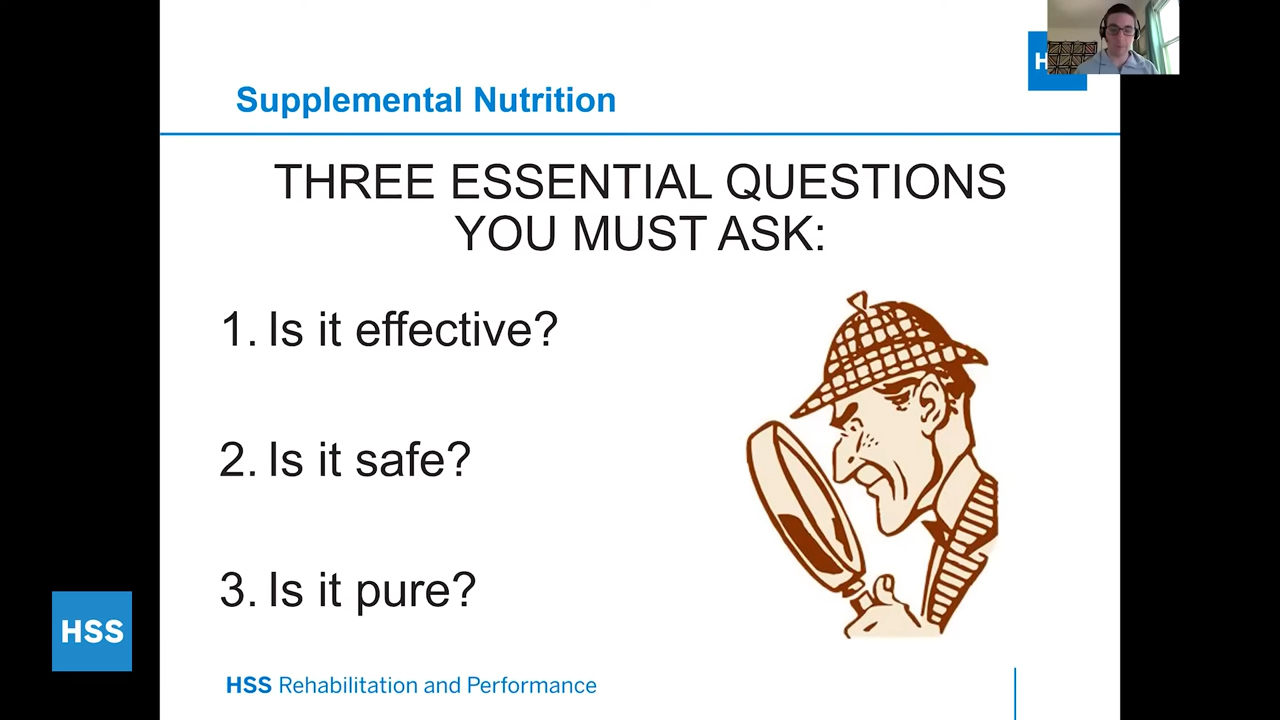 Supplemental Nutrition
THREE ESSENTIAL QUESTIONS
YOU MUST ASK:
1. Is it effective?
2. Is it safe?
3. Is it pure?
HSS
HSS Rehabilitation and Performance